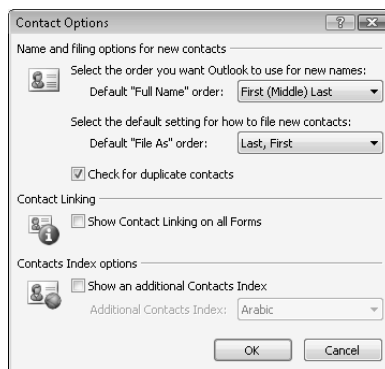 Contact Options
Name and filing options for new contacts
Select the order you want Outlook to use for new names:
Default "Full Name" order: First (Middle) Last
Select the default setting for how to file new contacts:
Default "File As" order: Last, First
Check for duplicate contacts
Contact Linking
Show Contact Linking on all Forms
Contacts Index options
Show an additional Contacts Index
Additional Contacts Index: Arabic
OK Cancel